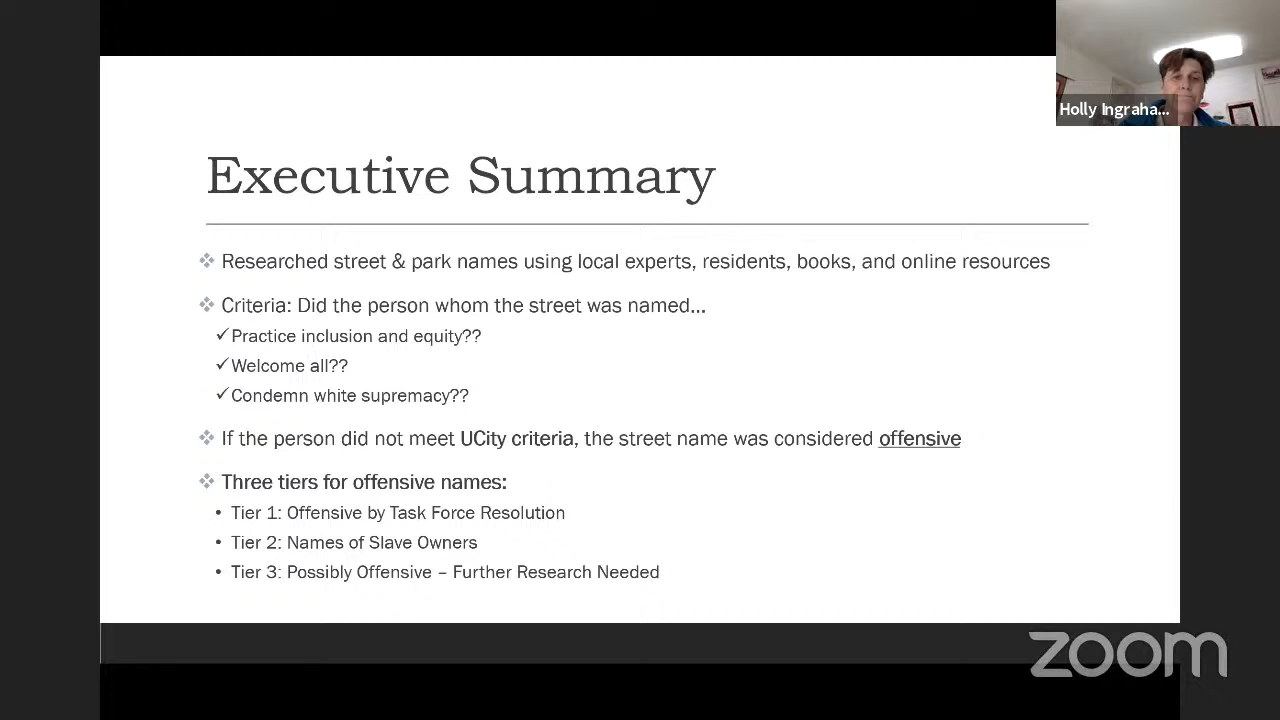 Holly Ingraha...
Executive Summary
Researched street & park names using local experts, residents, books, and online resources
Criteria: Did the person whom the street was named...
Practice inclusion and equity??
Welcome all??
Condemn white supremacy??
If the person did not meet UCity criteria, the street name was considered offensive
Three tiers for offensive names:
Tier 1: Offensive by Task Force Resolution
Tier 2: Names of Slave Owners
Tier 3: Possibly Offensive – Further Research Needed
zoom